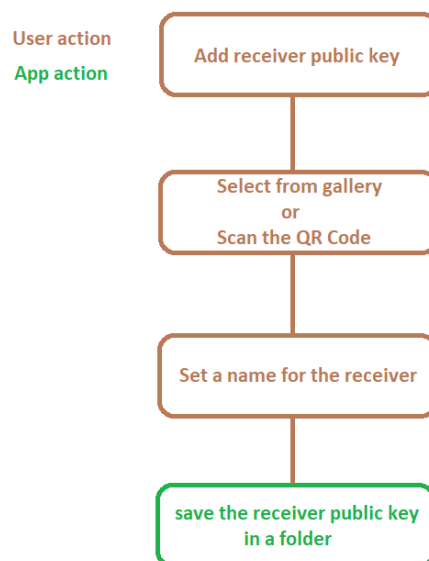 User action
App action
Add receiver public key
Select from gallery
or
Scan the QR Code
Set a name for the receiver
save the receiver public key
in a folder